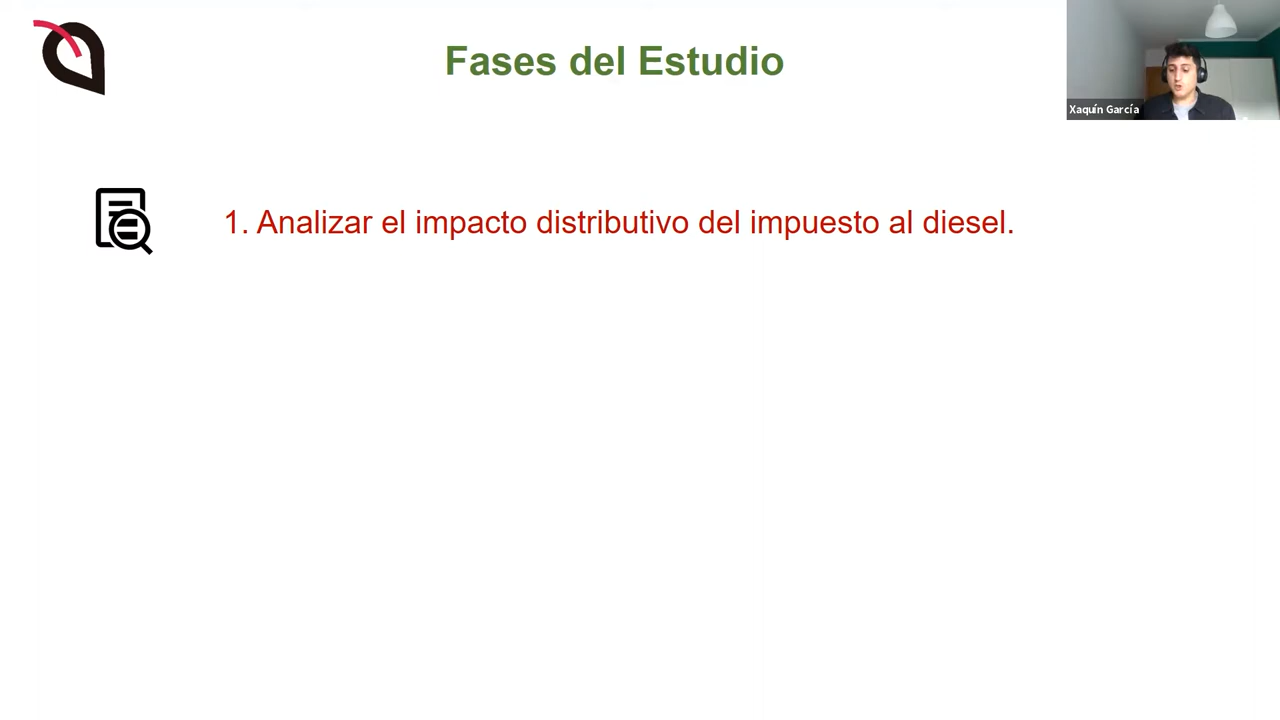 Fases del Estudio
Xaquín García
1. Analizar el impacto distributivo del impuesto al diesel.